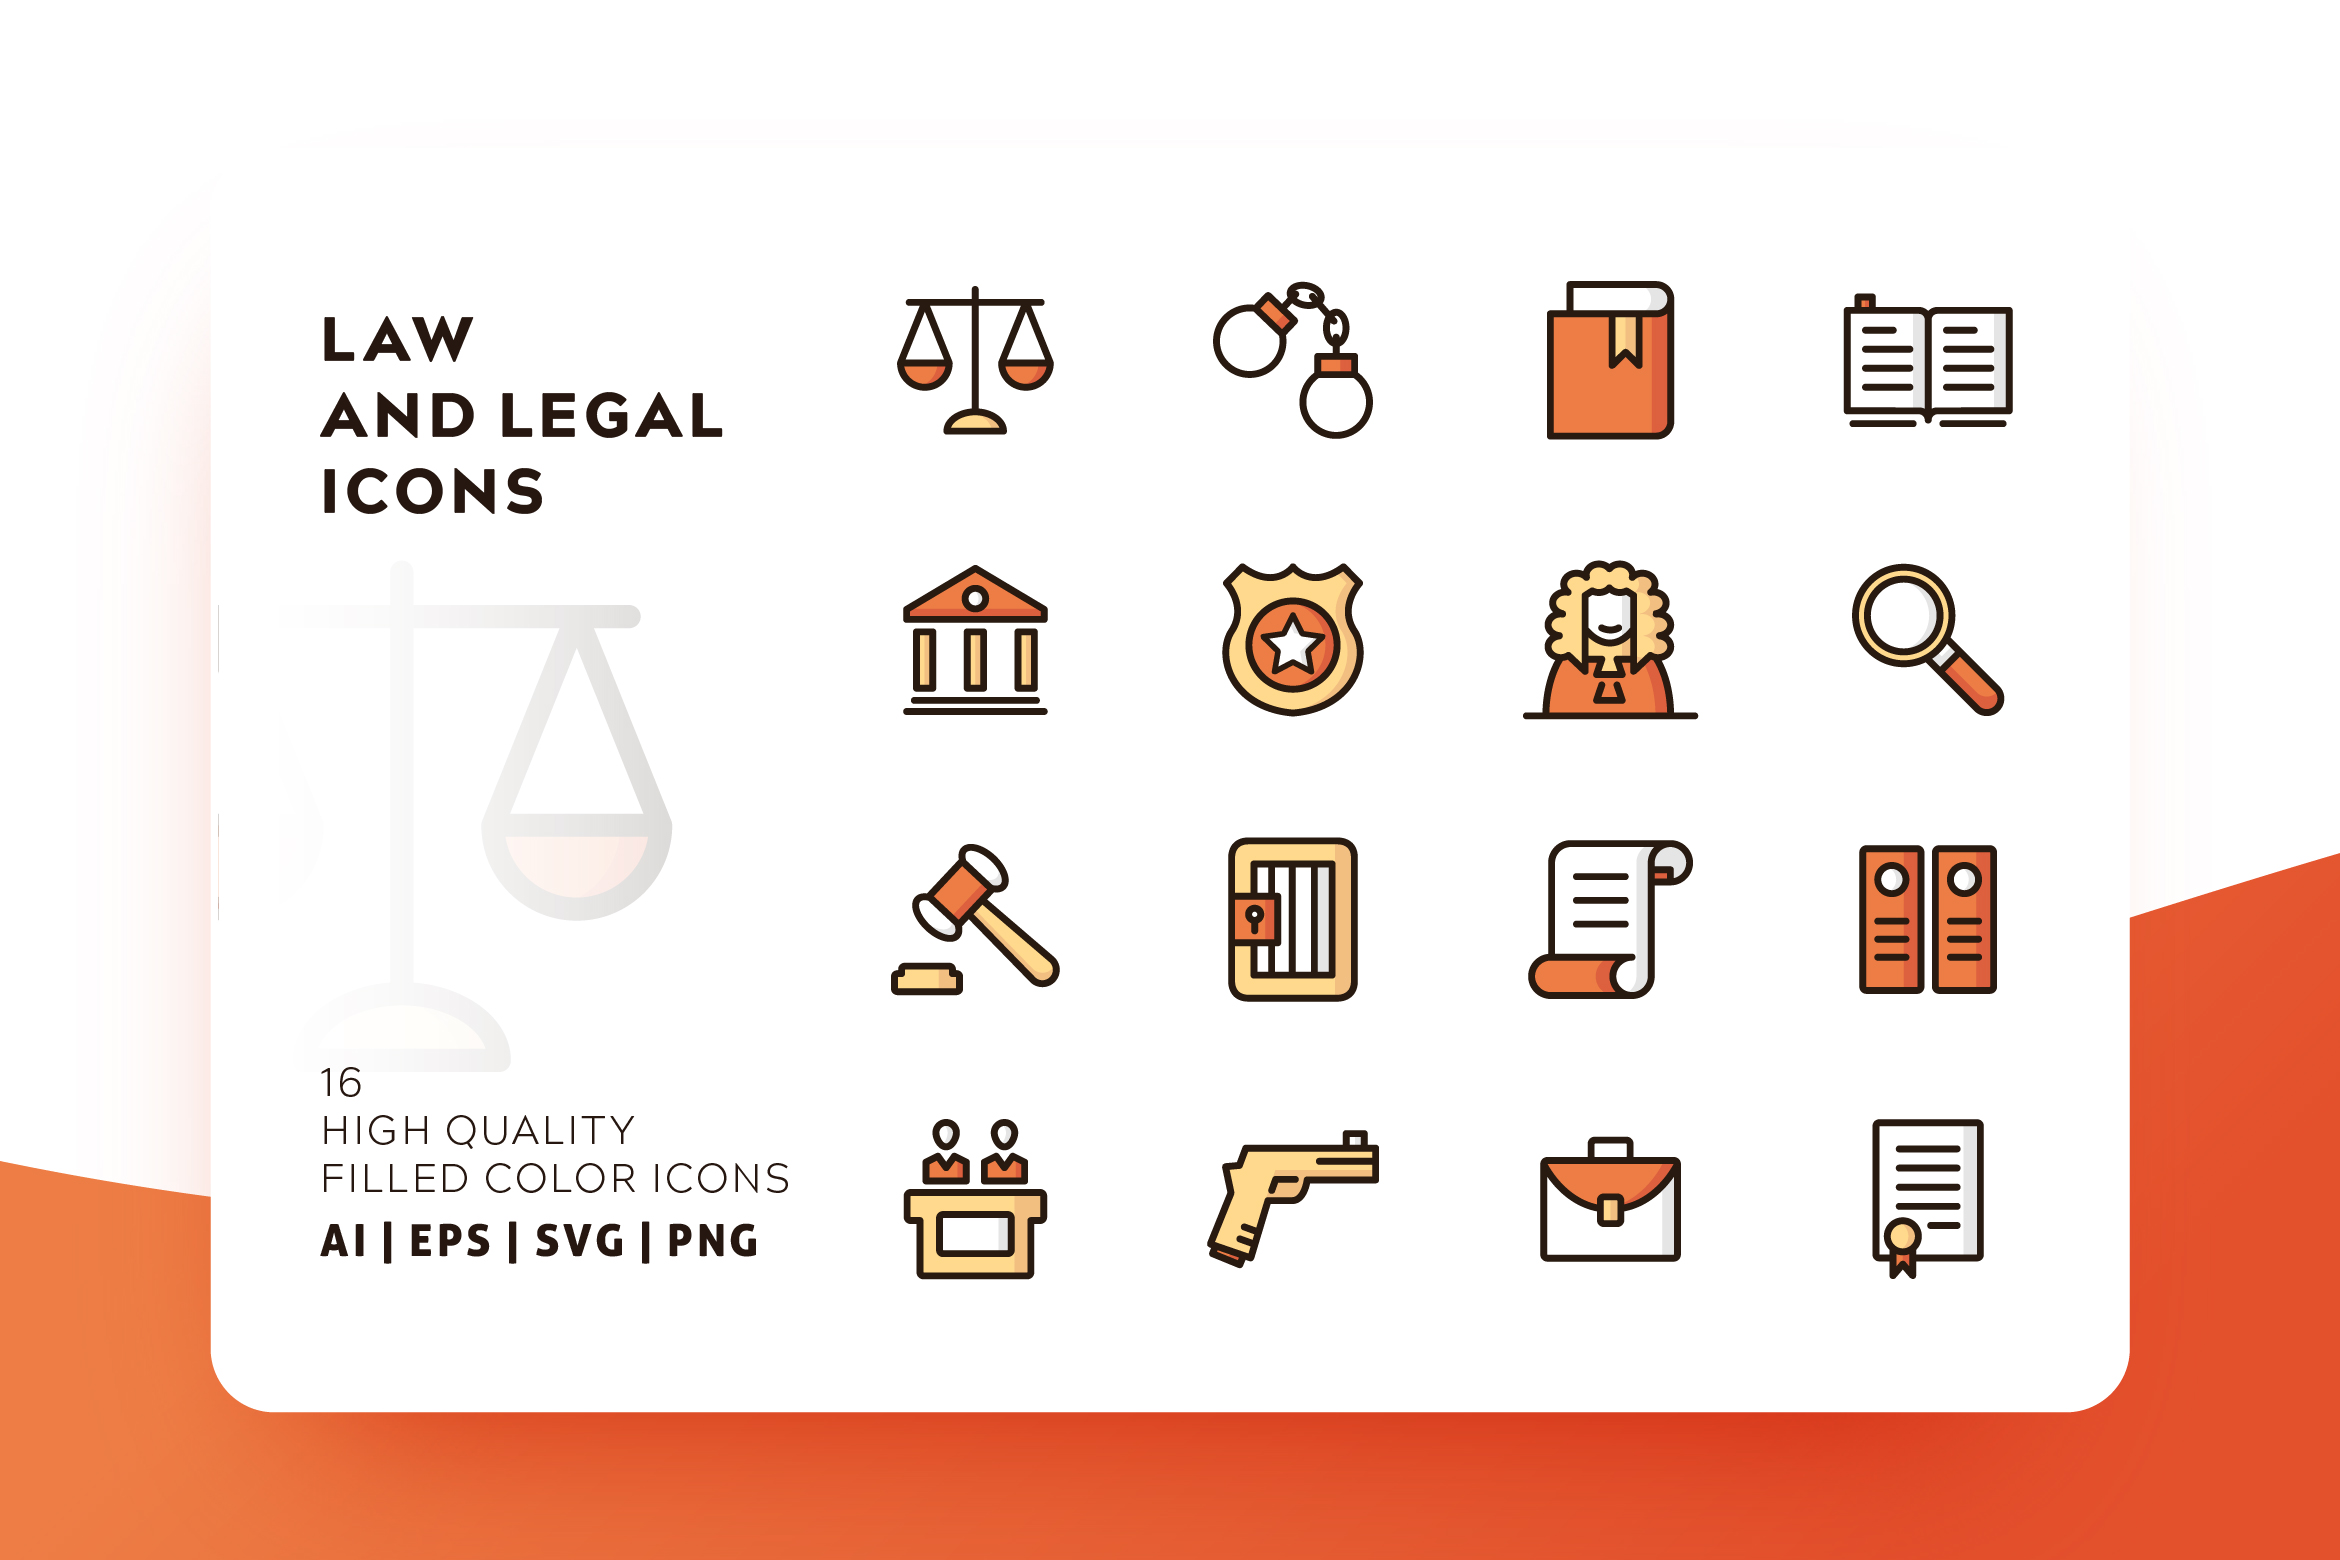 LAW
AND LEGAL
ICONS
16
HIGH QUALITY
FILLED COLOR ICONS
AI | EPS | SVG | PNG